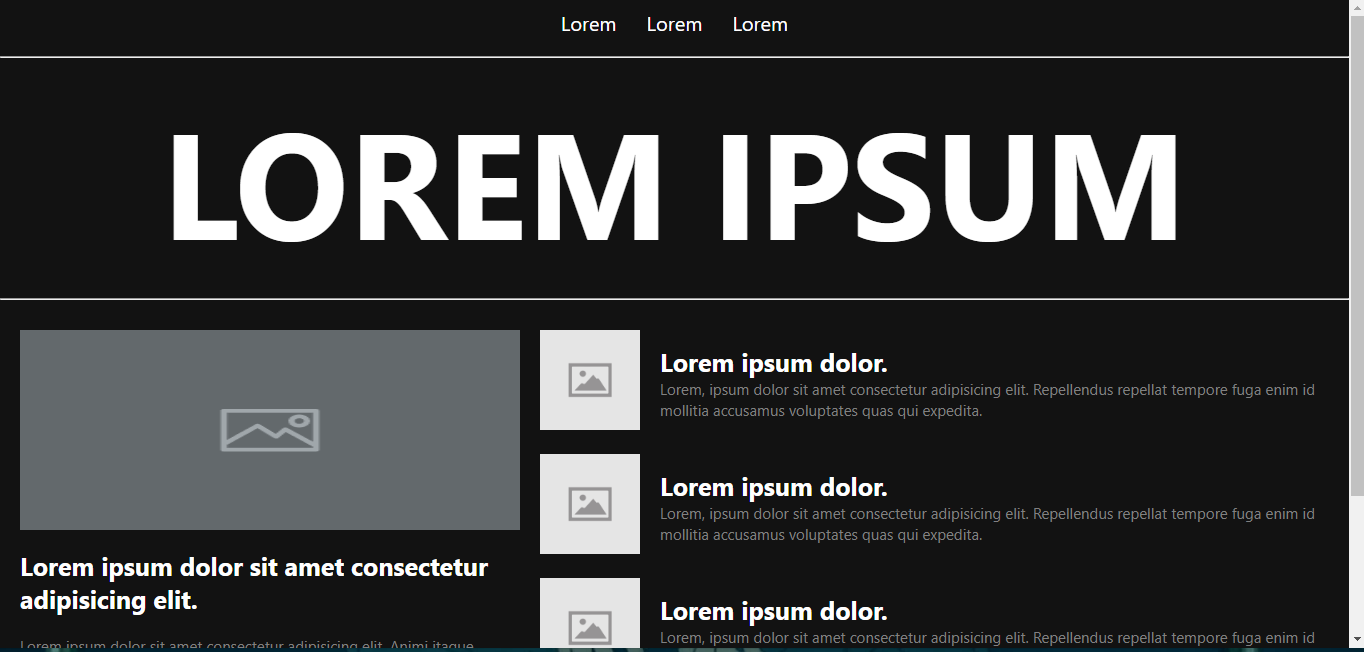 Lorem Lorem Lorem
LOREM IPSUM
Lorem ipsum dolor sit amet consectetur
adipisicing elit.
Lorem ipsum dolor sit amet consectetur adipisicing elit. Animi itaque
Lorem ipsum dolor.
Lorem, ipsum dolor sit amet consectetur adipisicing elit. Repellendus repellat tempore fuga enim id
mollitia accusamus voluptates quas qui expedita.
Lorem ipsum dolor.
Lorem, ipsum dolor sit amet consectetur adipisicing elit. Repellendus repellat tempore fuga enim id
mollitia accusamus voluptates quas qui expedita.
Lorem ipsum dolor.
Lorem, ipsum dolor sit amet consectetur adipisicing elit. Repellendus repellat tempore fuga enim id